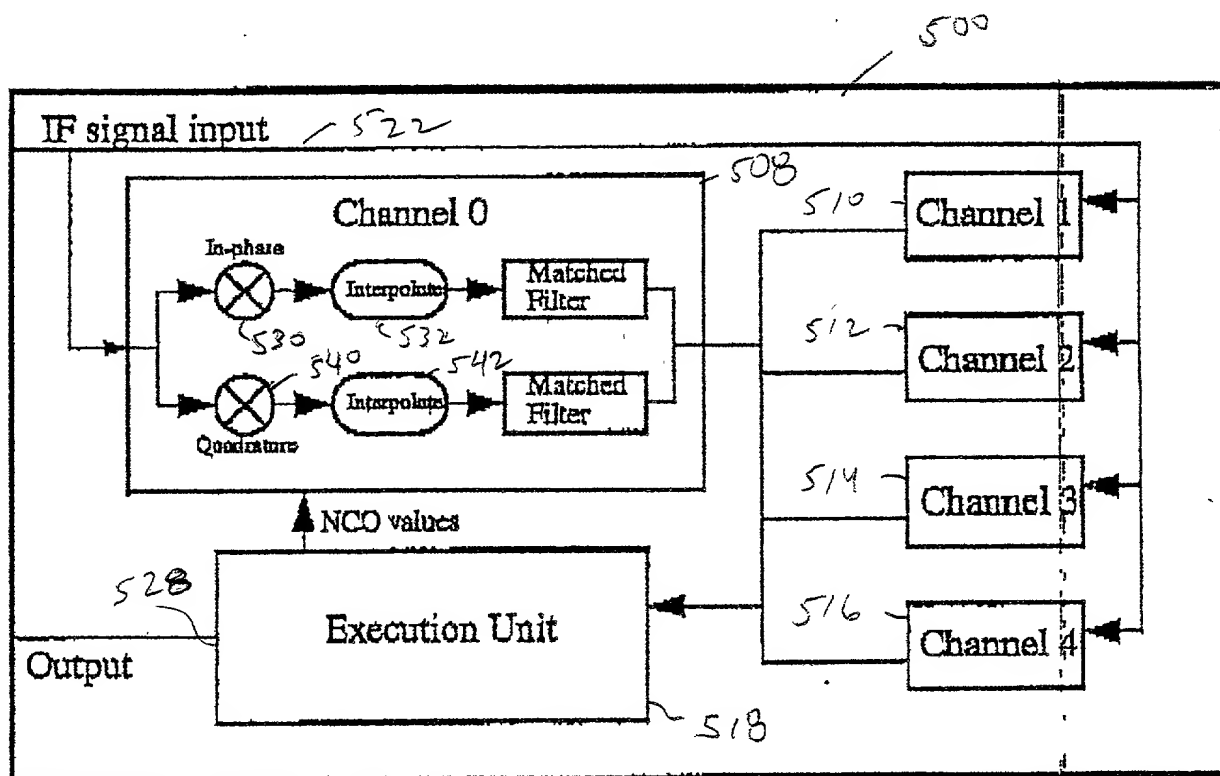 500
IF signal input
522
508
Channel 0
In-phase
Interpolate
Matched
Filter
530
532
540
542
Interpolate
Matched
Filter
Quadrature
510
Channel 1
512
Channel 2
514
Channel 3
516
Channel 4
NCO values
528
Execution Unit
Output
518